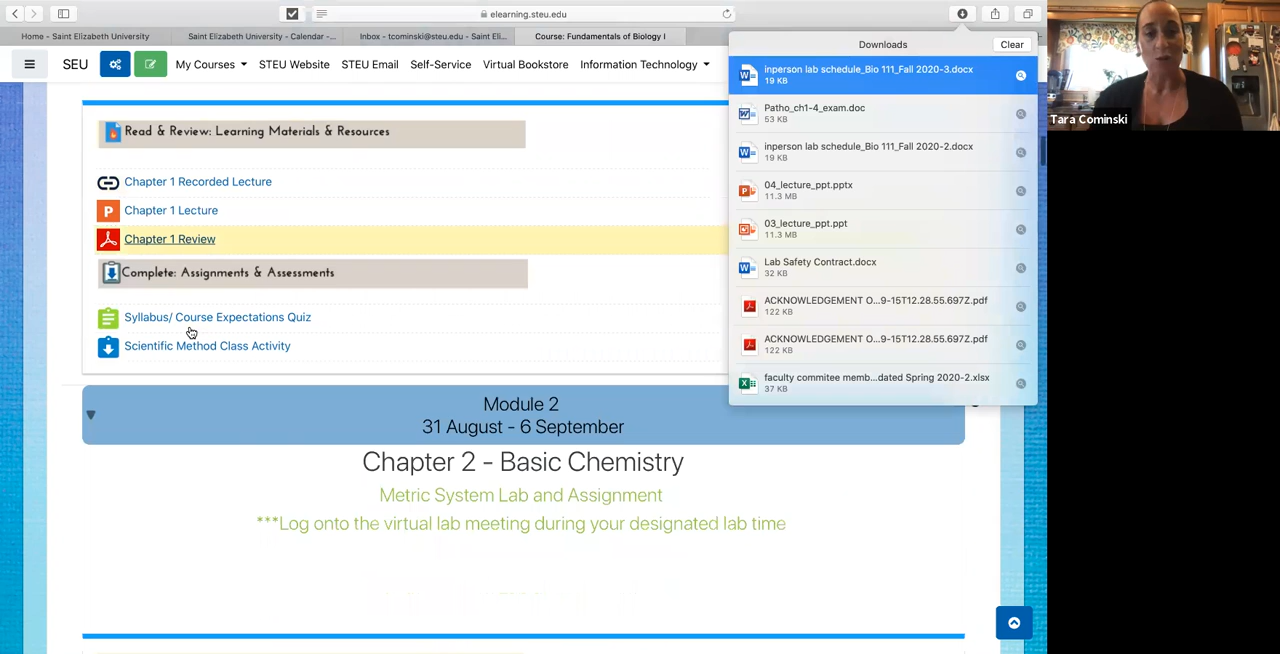 elearning.steu.edu
Home - Saint Elizabeth University
Saint Elizabeth University - Calendar -...
Inbox - tcominski@steu.edu - Saint Eli...
Course: Fundamentals of Biology I
SEU
My Courses
STEU Website
STEU Email
Self-Service
Virtual Bookstore
Information Technology
Read & Review: Learning Materials & Resources
Chapter 1 Recorded Lecture
Chapter 1 Lecture
Chapter 1 Review
Complete: Assignments & Assessments
Syllabus/ Course Expectations Quiz
Scientific Method Class Activity
Module 2
31 August - 6 September
Chapter 2 - Basic Chemistry
Metric System Lab and Assignment
***Log onto the virtual lab meeting during your designated lab time
Downloads
Clear
inperson lab schedule_Bio 111_Fall 2020-3.docx
19 KB
Patho_ch1-4_exam.doc
53 KB
inperson lab schedule_Bio 111_Fall 2020-2.docx
19 KB
04_lecture_ppt.pptx
11.3 MB
03_lecture_ppt.ppt
11.3 MB
Lab Safety Contract.docx
32 KB
ACKNOWLEDGEMENT O...9-15T12.28.55.697Z.pdf
122 KB
ACKNOWLEDGEMENT O...9-15T12.28.55.697Z.pdf
122 KB
faculty commitee memb...dated Spring 2020-2.xlsx
37 KB
Tara Cominski